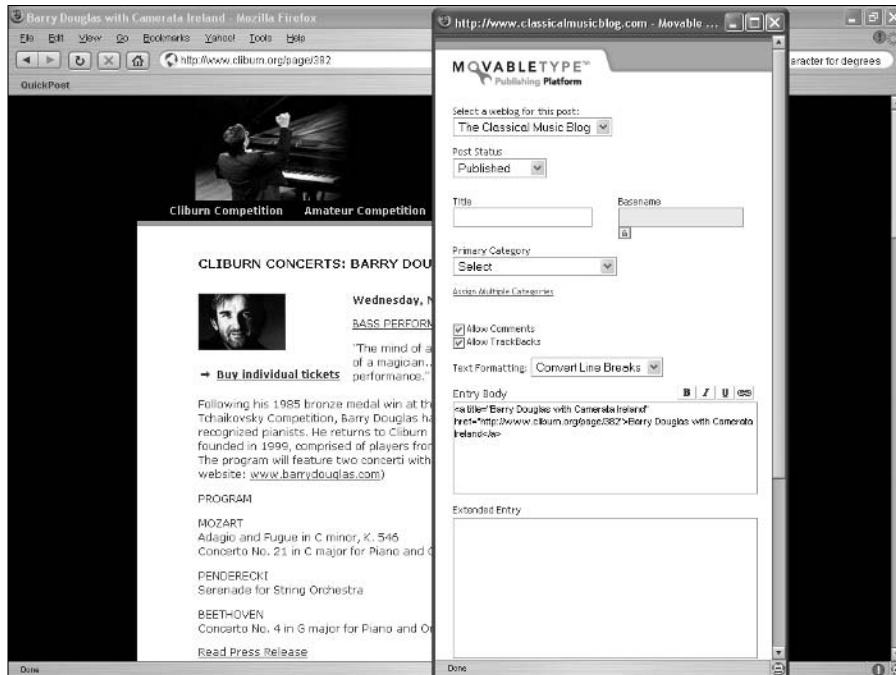 Barry Douglas with Camerata Ireland - Mozilla Firefox
File Edit View Go Bookmarks Yahoo! Tools Help
http://www.cliburn.org/page/382
aracter for degrees
QuickPost
Cliburn Competition Amateur Competition
CLIBURN CONCERTS: BARRY DOU
Wednesday, N
BASS PERFORM
"The mind of a
of a magician..
performance."
→ Buy individual tickets
Following his 1985 bronze medal win at th
Tchaikovsky Competition, Barry Douglas ha
recognized pianists. He returns to Cliburn
founded in 1999, comprised of players from
The program will feature two concerti with
website: www.barrydouglas.com)
PROGRAM
MOZART
Adagio and Fugue in C minor, K. 546
Concerto No. 21 in C major for Piano and O
PENDERECKI
Serenade for String Orchestra
BEETHOVEN
Concerto No. 4 in G major for Piano and Or
Read Press Release
Done
http://www.classicalmusicblog.com - Movable ...
MOVABLETYPE™
Publishing Platform
Select a weblog for this post:
The Classical Music Blog
Post Status
Published
Title Basename
Primary Category
Select
Assign Multiple Categories
Allow Comments
Allow TrackBacks
Text Formatting: Convert Line Breaks
Entry Body B I U
<a title="Barry Douglas with Camerata Ireland"
href="http://www.cliburn.org/page/382">Barry Douglas with Camerata
Ireland</a>
Extended Entry
Done